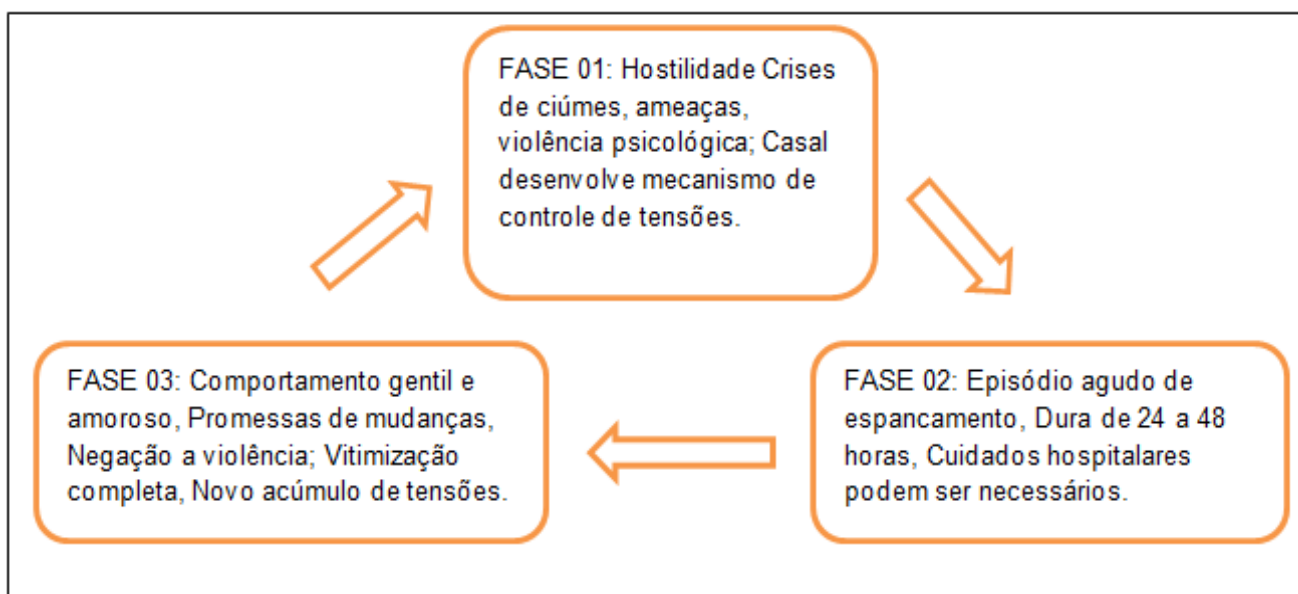 FASE 01: Hostilidade Crises
de ciúmes, ameaças,
violência psicológica; Casal
desenvolve mecanismo de
controle de tensões.
FASE 03: Comportamento gentil e
amoroso, Promessas de mudanças,
Negação a violência; Vitimização
completa, Novo acúmulo de tensões.
FASE 02: Episódio agudo de
espancamento, Dura de 24 a 48
horas, Cuidados hospitalares
podem ser necessários.